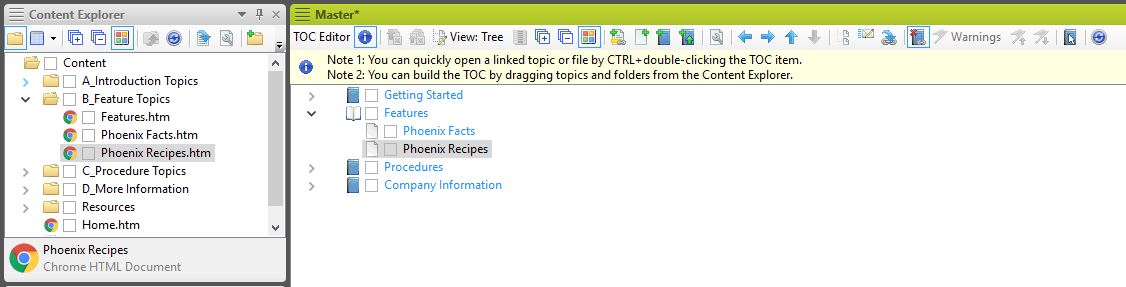 Content Explorer
Content
A_Introduction Topics
B_Feature Topics
Features.htm
Phoenix Facts.htm
Phoenix Recipes.htm
C_Procedure Topics
D_More Information
Resources
Home.htm
Phoenix Recipes
Chrome HTML Document
Master*
TOC Editor View: Tree Warnings
Note 1: You can quickly open a linked topic or file by CTRL+double-clicking the TOC item.
Note 2: You can build the TOC by dragging topics and folders from the Content Explorer.
Getting Started
Features
Phoenix Facts
Phoenix Recipes
Procedures
Company Information